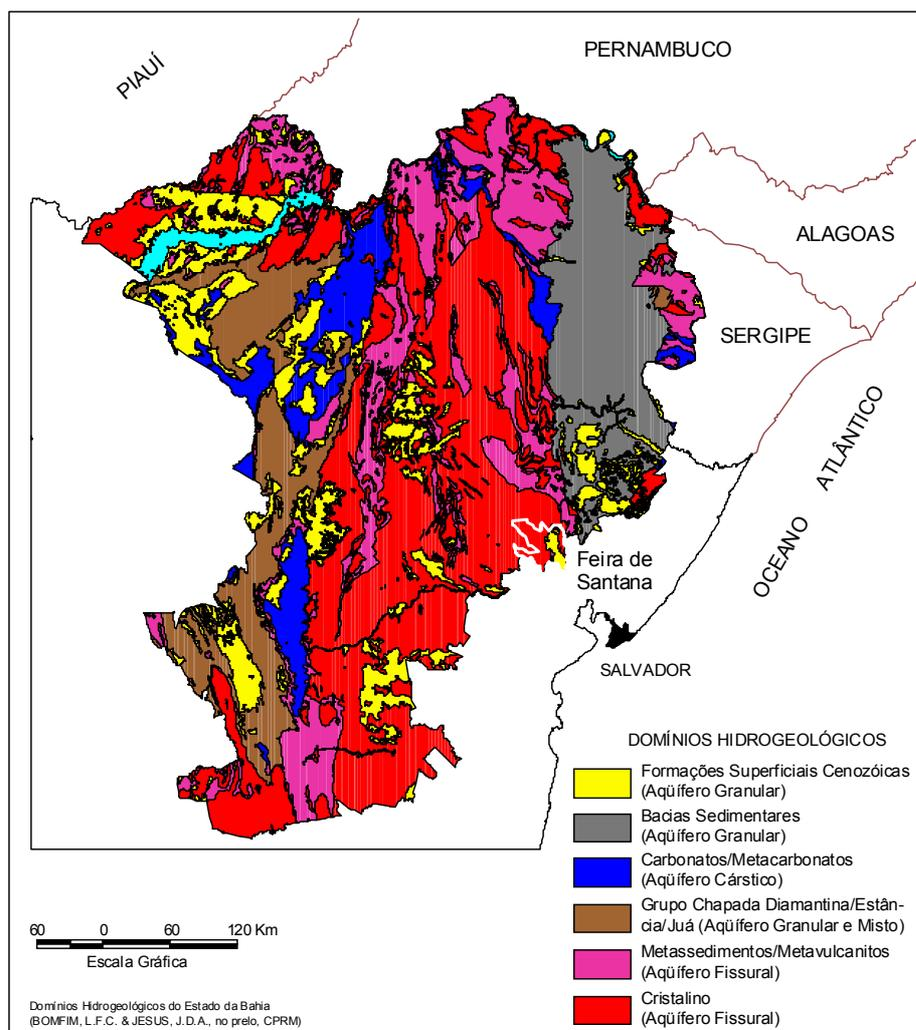 PERNAMBUCO
PIAUÍ
ALAGOAS
SERGIPE
OCEANO ATLÂNTICO
Feira de
Santana
SALVADOR
DOMÍNIOS HIDROGEOLÓGICOS
Formações Superficiais Cenozóicas
(Aqüífero Granular)
Bacias Sedimentares
(Aqüífero Granular)
Carbonatos/Metacarbonatos
(Aqüífero Cárstico)
Grupo Chapada Diamantina/Estân-
cia/Juá (Aqüífero Granular e Misto)
Metassedimentos/Metavulcanitos
(Aqüífero Fissural)
Cristalino
(Aqüífero Fissural)
60 0 60 120 Km
Escala Gráfica
Domínios Hidrogeológicos do Estado da Bahia
(BOMFIM, L.F.C. & JESUS, J.D.A., no prelo, CPRM)